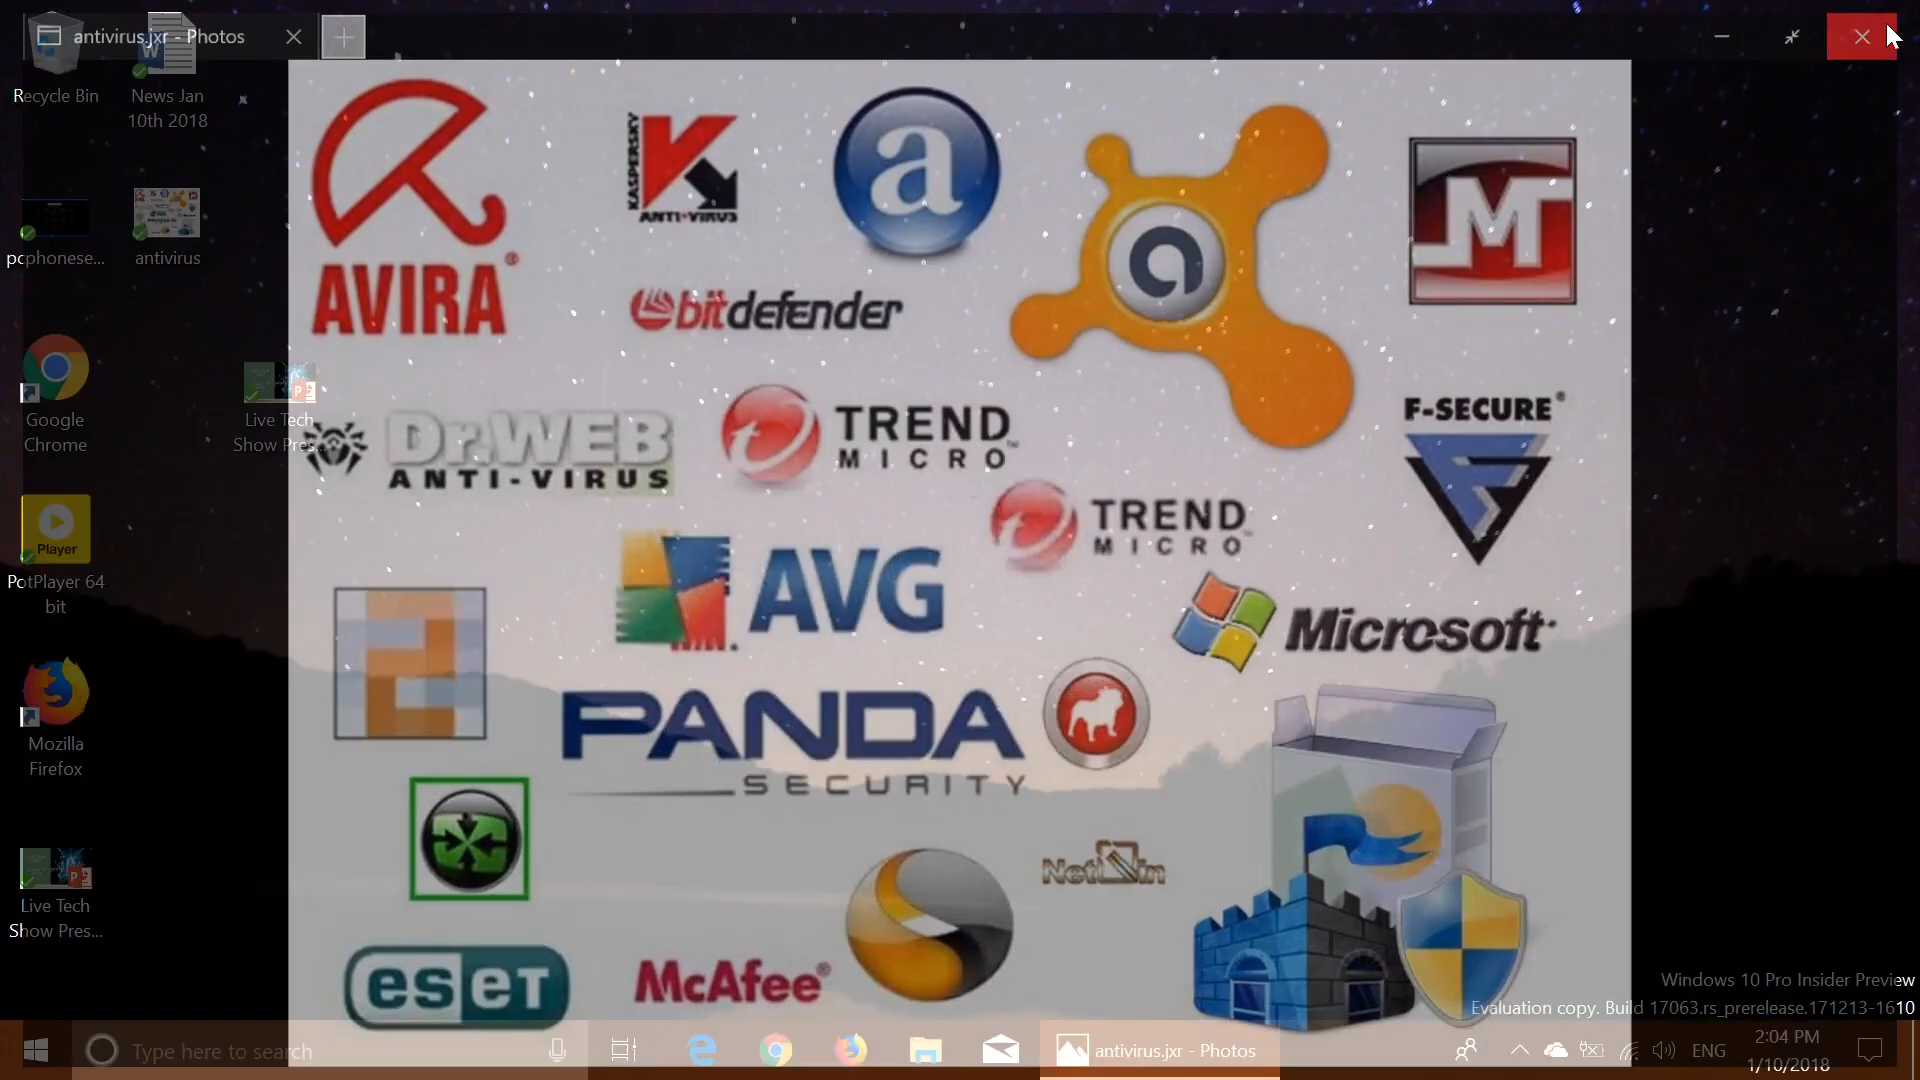 antivirus.jxr - Photos
Recycle Bin
News Jan
10th 2018
pcphonese...
antivirus
Google
Chrome
Live Tech
Show Pres...
Player
PotPlayer 64
bit
Mozilla
Firefox
Live Tech
Show Pres...
AVIRA®
KASPERSKY
ANTI-VIRUS
a
a
M
bitdefender
Dr.WEB
ANTI-VIRUS
TREND
MICRO™
F-SECURE®
TREND
MICRO™
AVG
Microsoft
PANDA
SECURITY
eseT
McAfee®
Windows 10 Pro Insider Preview
Evaluation copy. Build 17063.rs_prerelease.171213-1610
Type here to search
antivirus.jxr - Photos
ENG
2:04 PM
1/10/2018